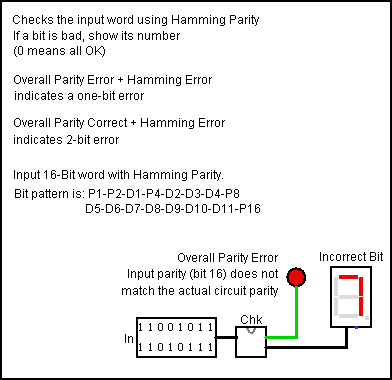 Checks the input word using Hamming Parity
If a bit is bad, show its number
(0 means all OK)
Overall Parity Error + Hamming Error
indicates a one-bit error
Overall Parity Correct + Hamming Error
indicates 2-bit error
Input 16-Bit word with Hamming Parity.
Bit pattern is: P1-P2-D1-P4-D2-D3-D4-P8
D5-D6-D7-D8-D9-D10-D11-P16
Overall Parity Error
Input parity (bit 16) does not
match the actual circuit parity
Incorrect Bit
7
Chk
In
1 1 0 0 1 0 1 1
1 1 0 1 0 1 1 1